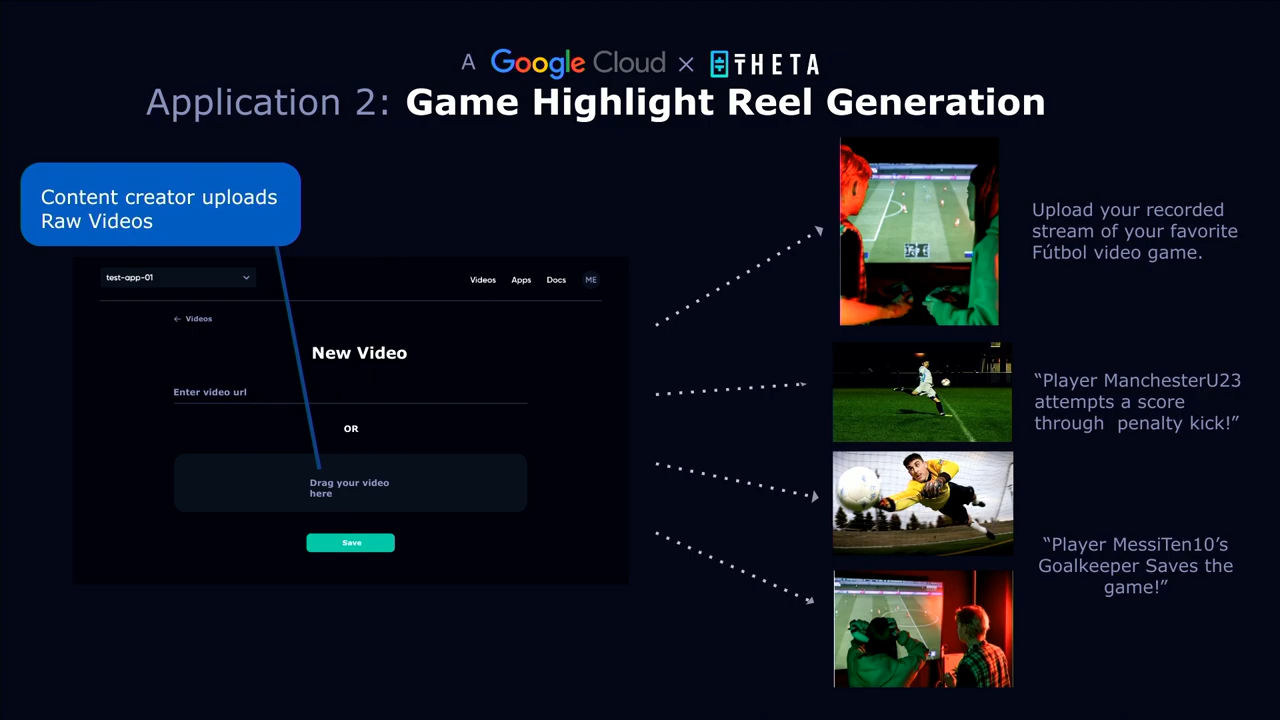 A Google Cloud × THETA
Application 2: Game Highlight Reel Generation
Content creator uploads
Raw Videos
test-app-01
Videos Apps Docs ME
← Videos
New Video
Enter video url
OR
Drag your video
here
Save
Upload your recorded
stream of your favorite
Fútbol video game.
“Player ManchesterU23
attempts a score
through penalty kick!”
“Player MessiTen10’s
Goalkeeper Saves the
game!”